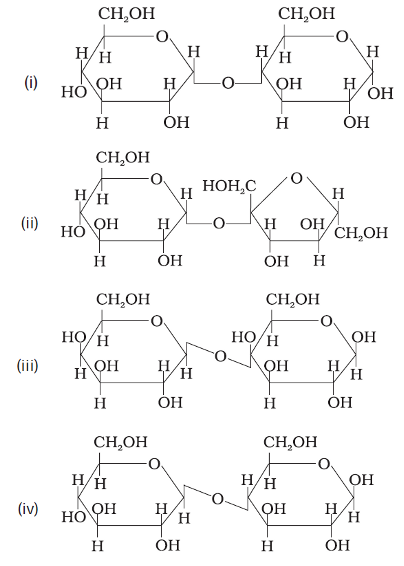 CH₂OH CH₂OH
O O
H H H H H H
(i) HO OH H O OH H OH
H OH H OH
CH₂OH
O HOH₂C O
H H H H
(ii) HO OH H O H OH CH₂OH
H OH OH H
CH₂OH CH₂OH
O O
HO H HO H OH
(iii) H OH H H O OH H H
H OH H OH
CH₂OH CH₂OH
O O
H H H H OH
(iv) HO OH H H O OH H H
H OH H OH